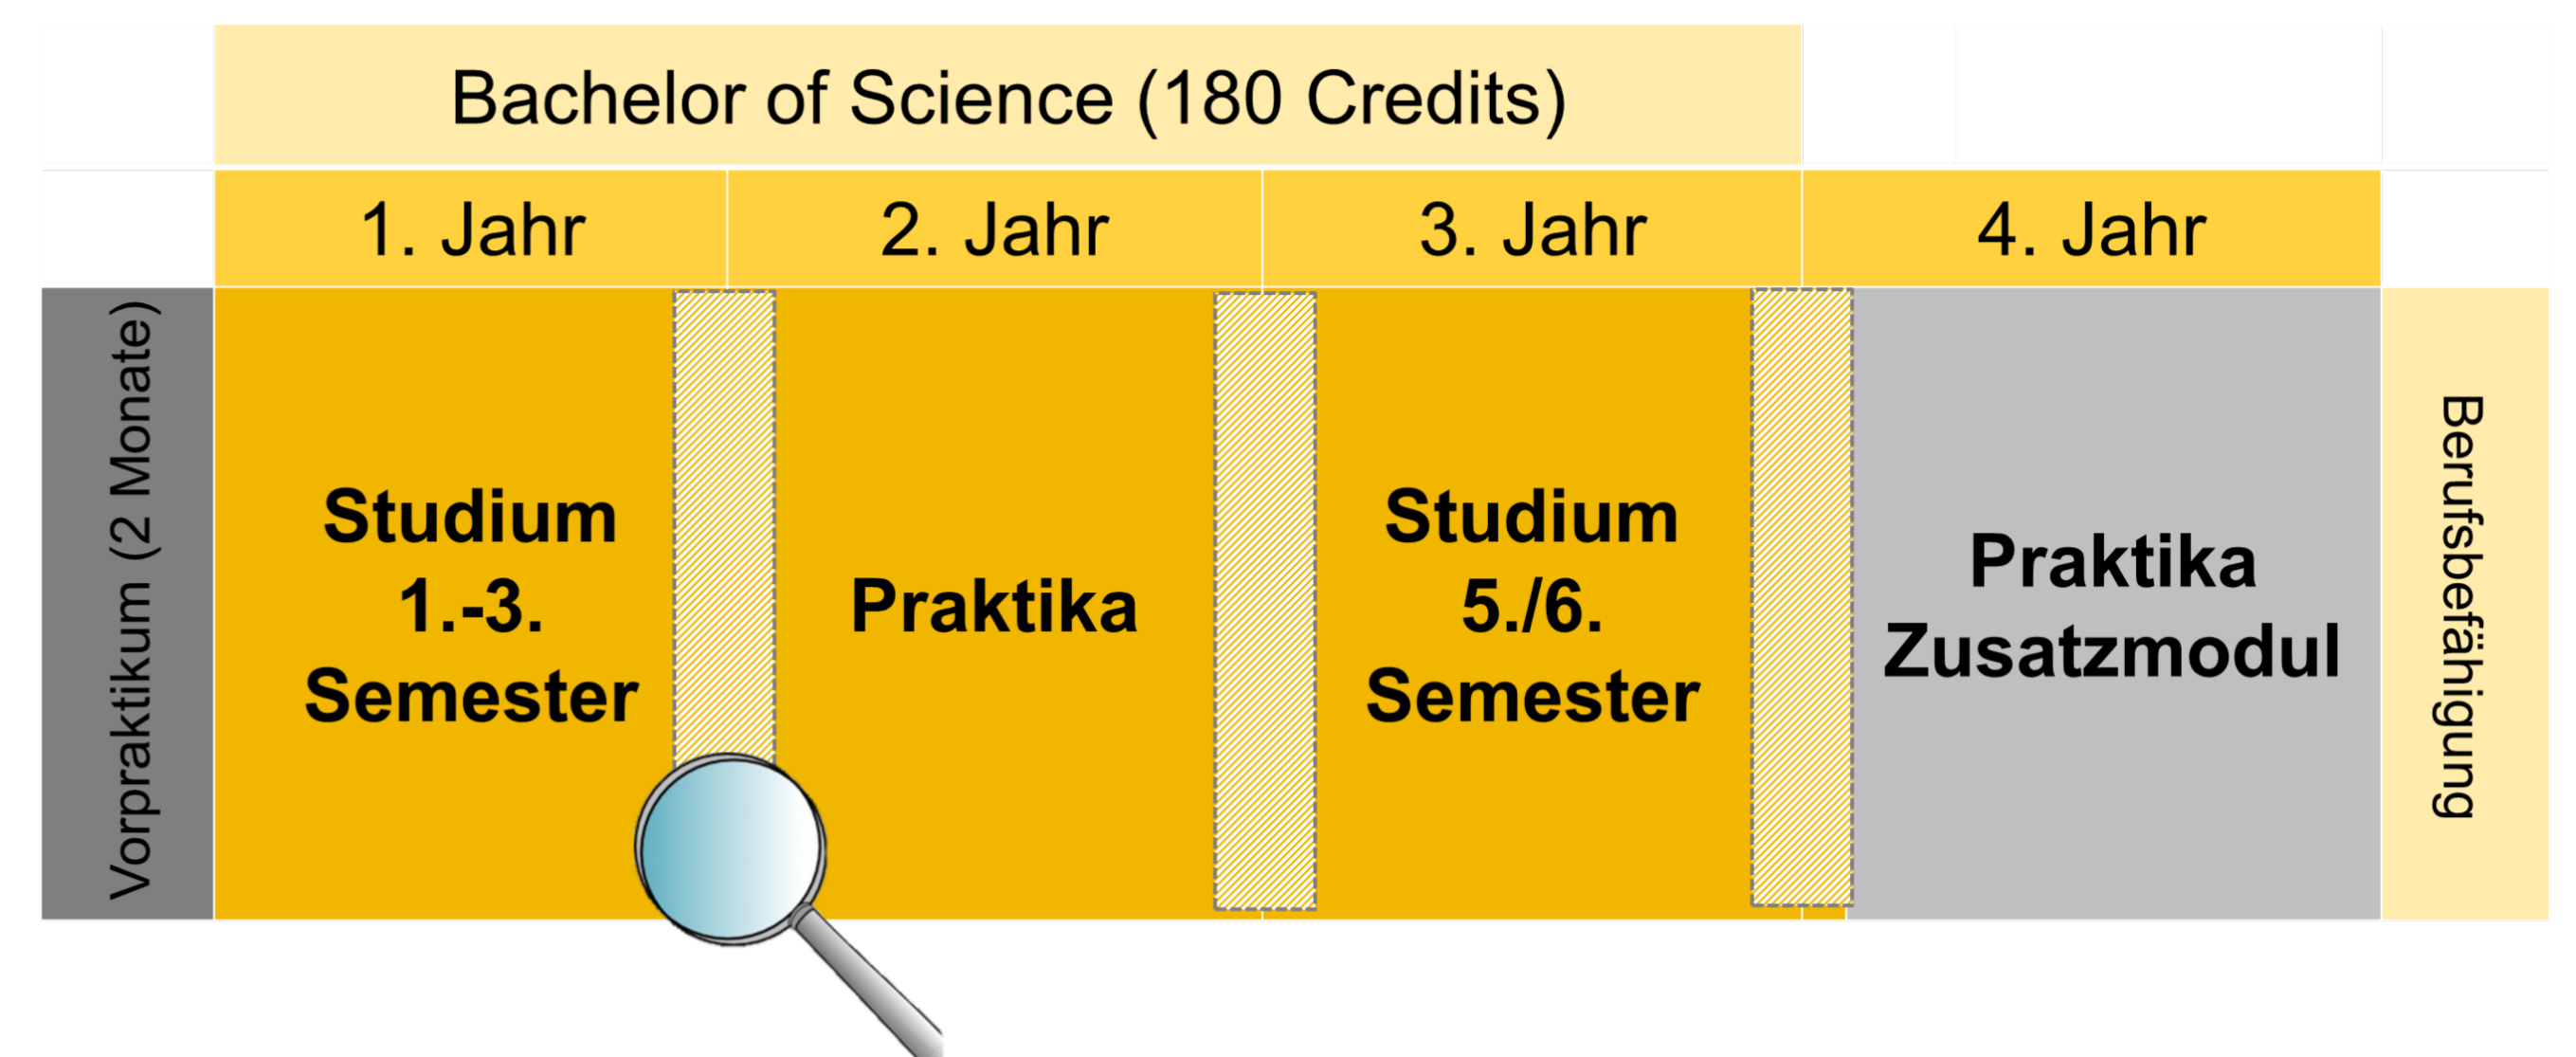 Bachelor of Science (180 Credits)
1. Jahr
2. Jahr
3. Jahr
4. Jahr
Vorpraktikum (2 Monate)
Studium
1.-3.
Semester
Praktika
Studium
5./6.
Semester
Praktika
Zusatzmodul
Berufsbefähigung